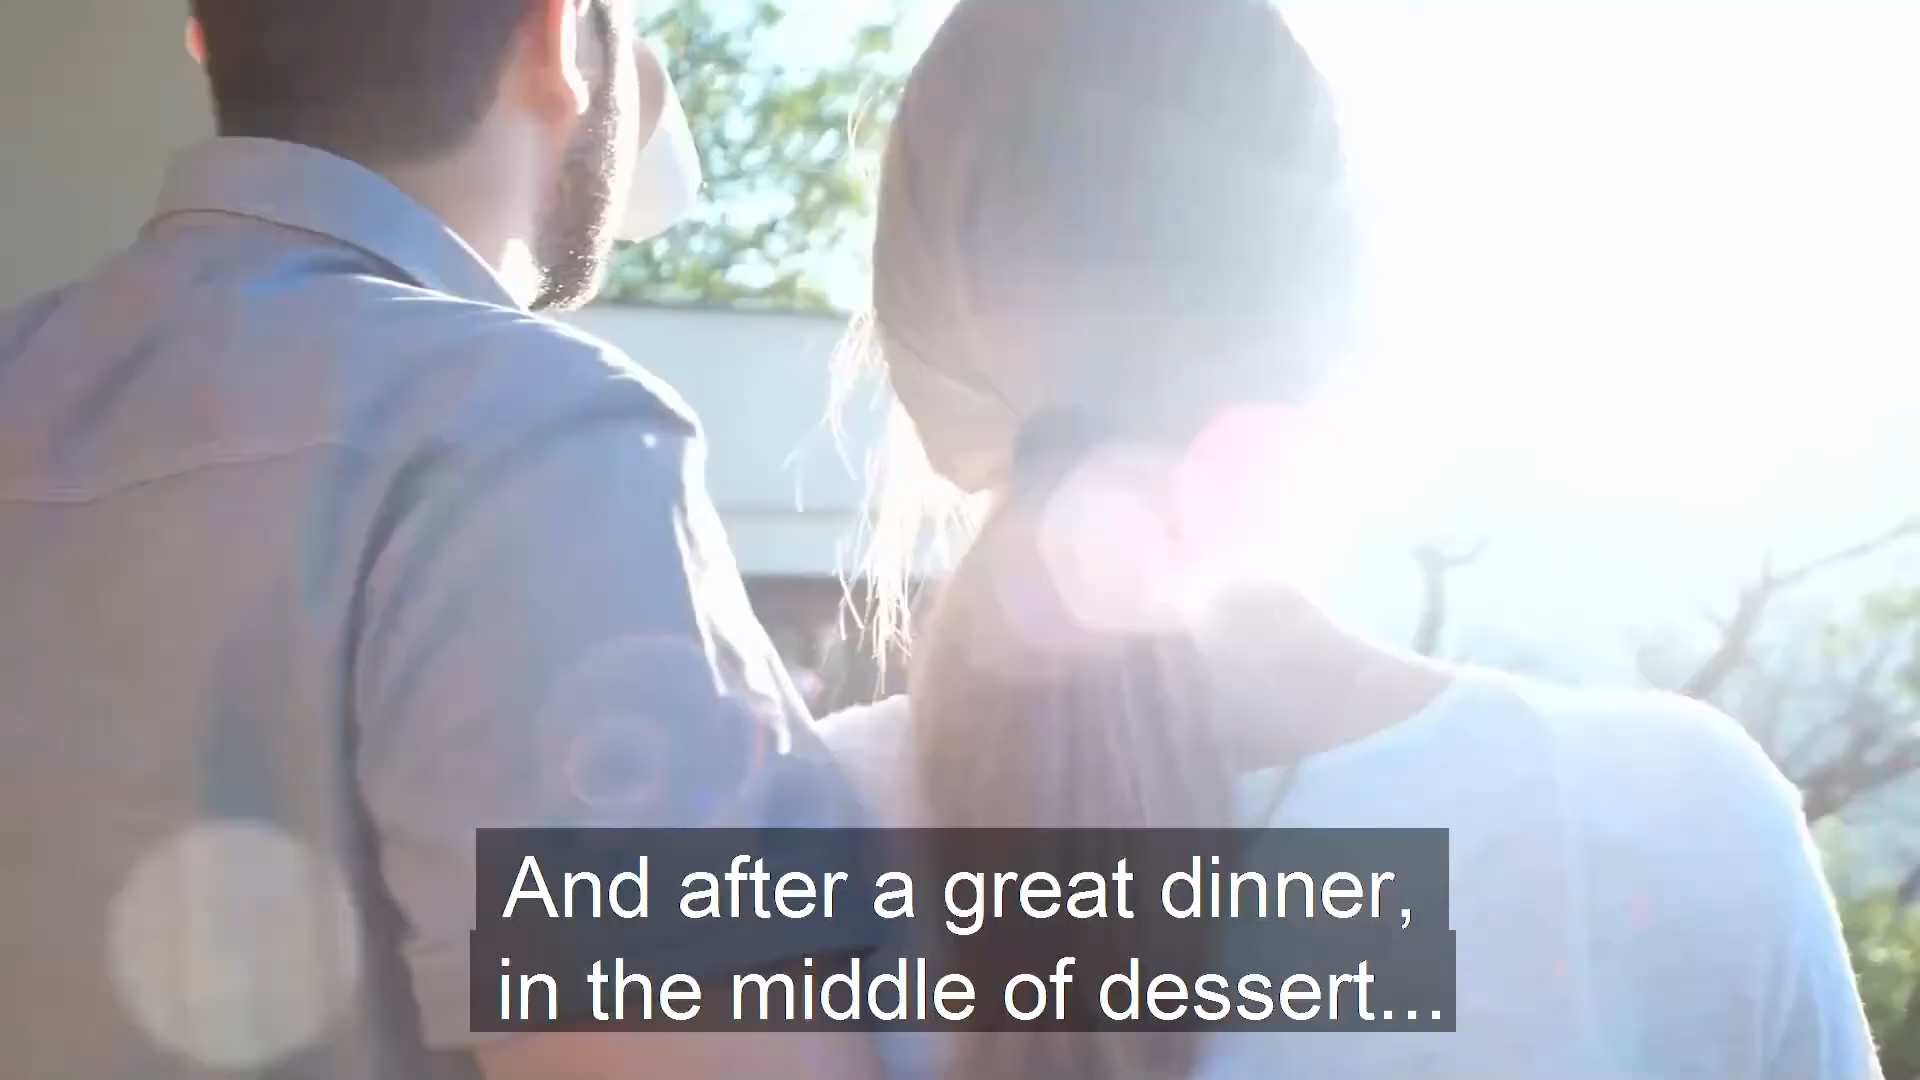 And after a great dinner,
in the middle of dessert...